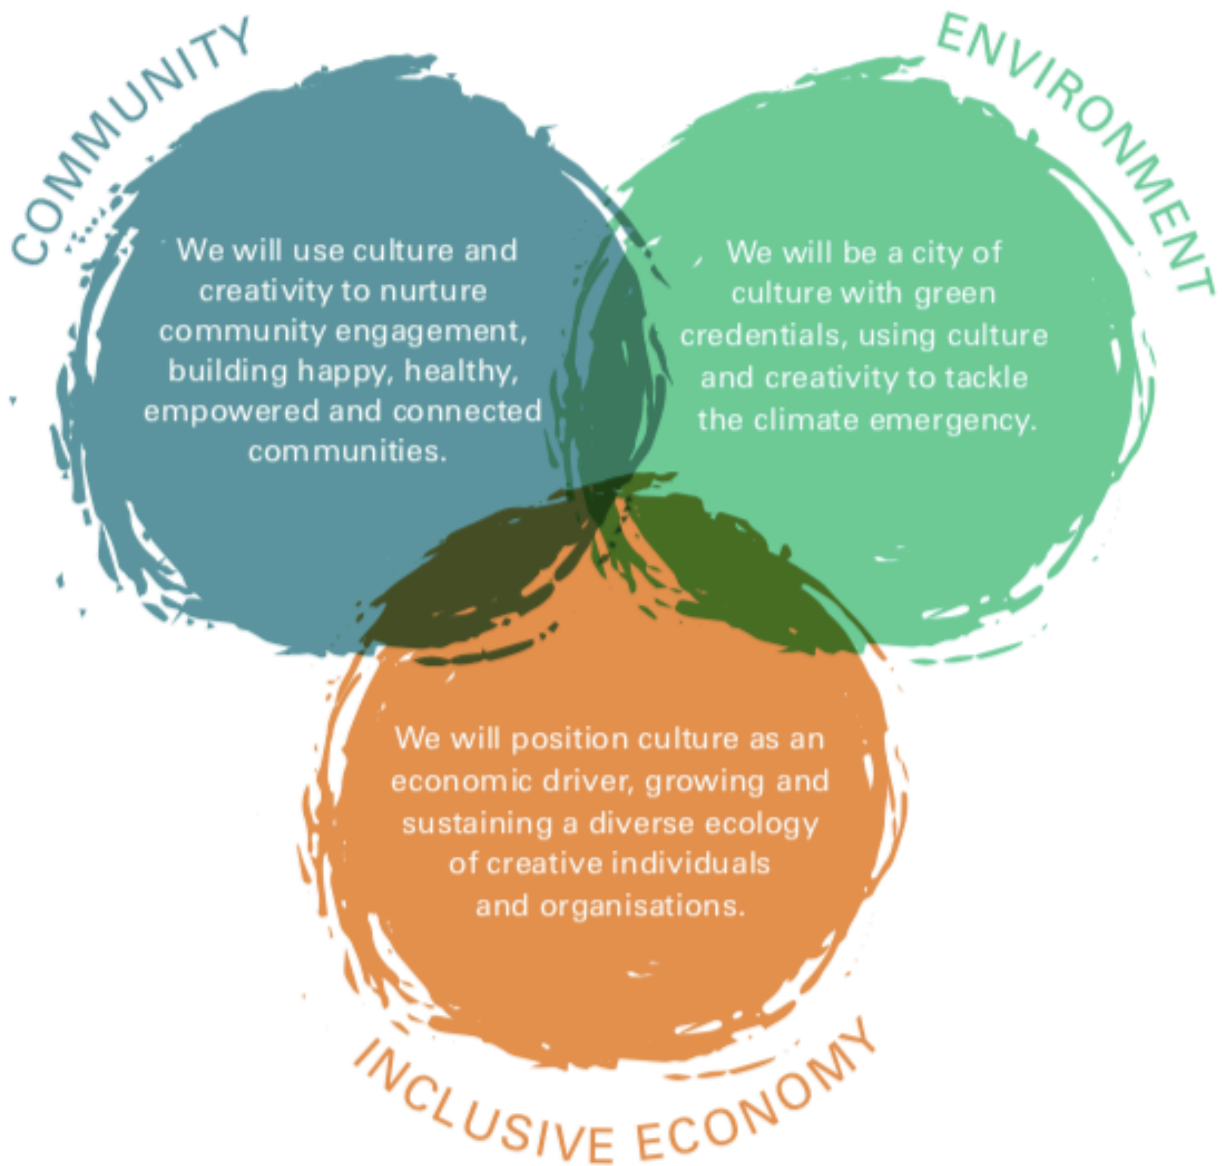 COMMUNITY
We will use culture and
creativity to nurture
community engagement,
building happy, healthy,
empowered and connected
communities.
ENVIRONMENT
We will be a city of
culture with green
credentials, using culture
and creativity to tackle
the climate emergency.
We will position culture as an
economic driver, growing and
sustaining a diverse ecology
of creative individuals
and organisations.
INCLUSIVE ECONOMY